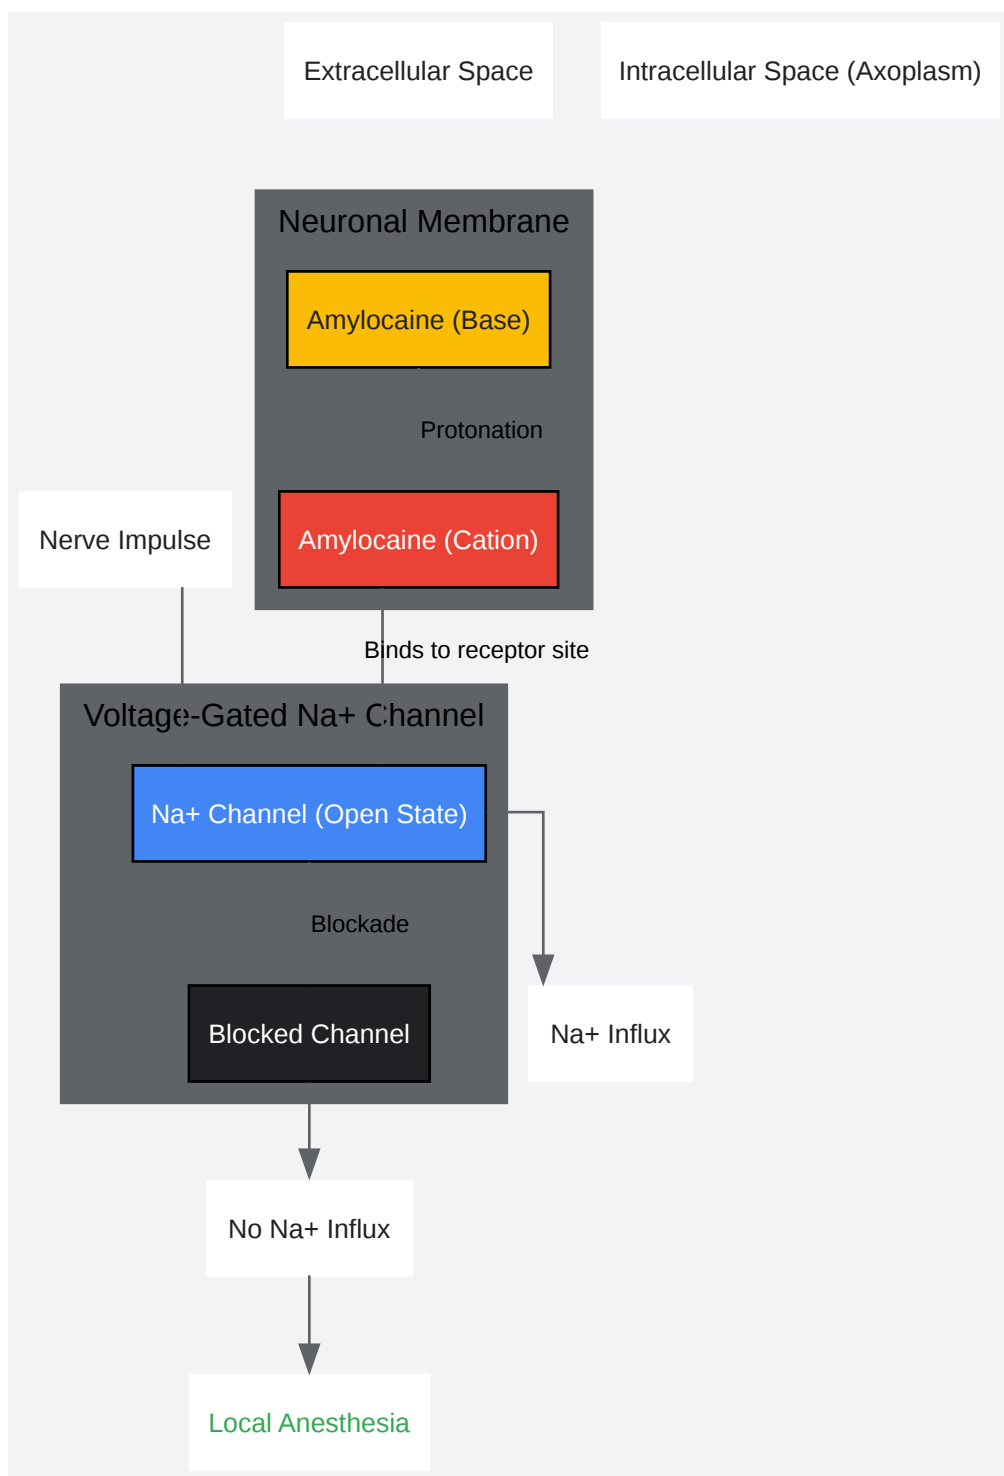 Extracellular Space
Intracellular Space (Axoplasm)
Neuronal Membrane
Amylocaine (Base)
Protonation
Nerve Impulse
Amylocaine (Cation)
Binds to receptor site
Voltage-Gated Na+ Channel
Na+ Channel (Open State)
Blockade
Blocked Channel
Na+ Influx
No Na+ Influx
Local Anesthesia